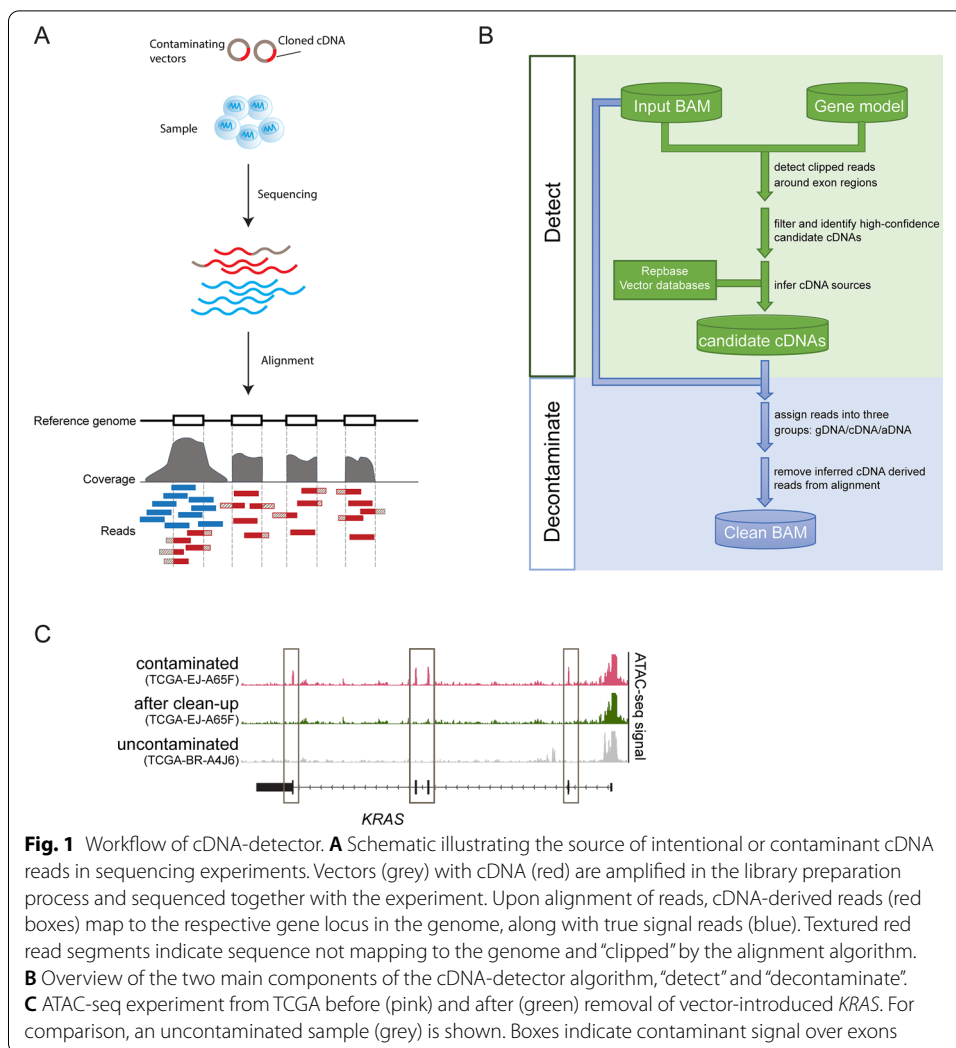 A
Contaminating vectors
Cloned cDNA
Sample
Sequencing
Alignment
Reference genome
Coverage
Reads
B
Detect
Decontaminate
Input BAM
Gene model
detect clipped reads
around exon regions
filter and identify high-confidence
candidate cDNAs
Repbase
Vector databases
infer cDNA sources
candidate cDNAs
assign reads into three
groups: gDNA/cDNA/aDNA
remove inferred cDNA derived
reads from alignment
Clean BAM
C
contaminated
(TCGA-EJ-A65F)
after clean-up
(TCGA-EJ-A65F)
uncontaminated
(TCGA-BR-A4J6)
ATAC-seq signal
KRAS
Fig. 1 Workflow of cDNA-detector. A Schematic illustrating the source of intentional or contaminant cDNA
reads in sequencing experiments. Vectors (grey) with cDNA (red) are amplified in the library preparation
process and sequenced together with the experiment. Upon alignment of reads, cDNA-derived reads (red
boxes) map to the respective gene locus in the genome, along with true signal reads (blue). Textured red
read segments indicate sequence not mapping to the genome and “clipped” by the alignment algorithm.
B Overview of the two main components of the cDNA-detector algorithm, “detect” and “decontaminate”.
C ATAC-seq experiment from TCGA before (pink) and after (green) removal of vector-introduced KRAS. For
comparison, an uncontaminated sample (grey) is shown. Boxes indicate contaminant signal over exons